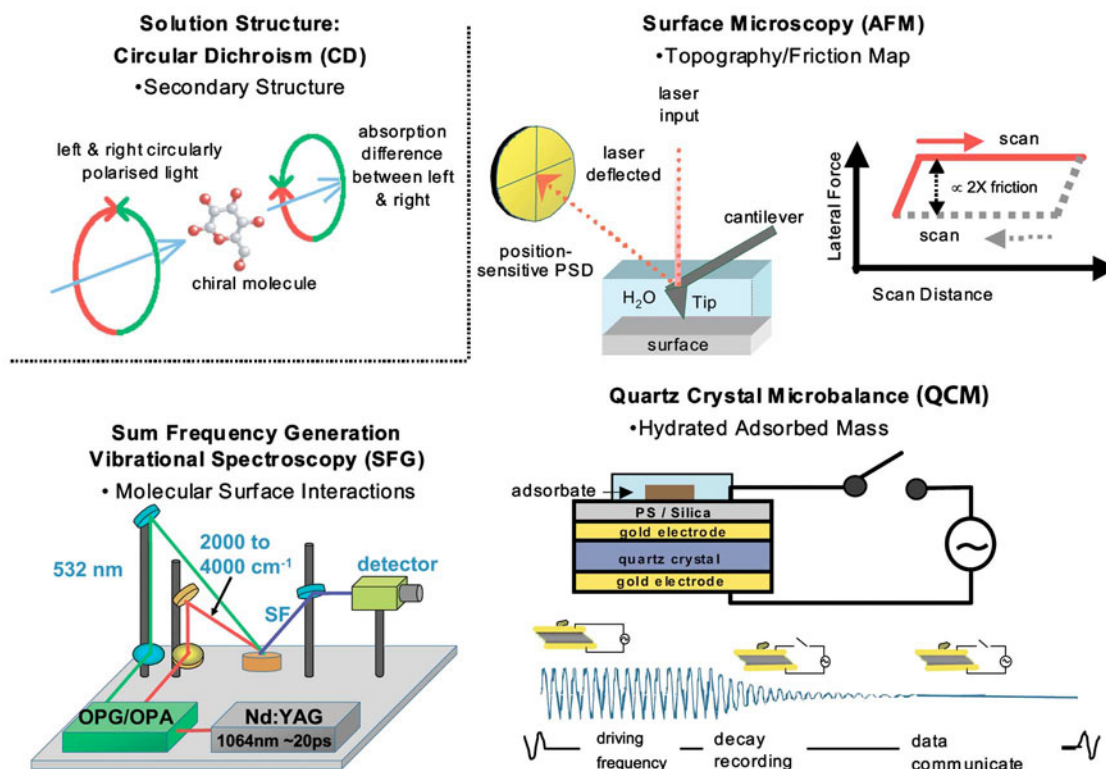 Solution Structure:
Circular Dichroism (CD)
•Secondary Structure
left & right circularly
polarised light
absorption
difference
between left
& right
chiral molecule
Surface Microscopy (AFM)
•Topography/Friction Map
laser
input
laser
deflected
cantilever
position-
sensitive PSD
H2O
Tip
surface
Lateral Force
scan
∝ 2X friction
scan
Scan Distance
Sum Frequency Generation
Vibrational Spectroscopy (SFG)
• Molecular Surface Interactions
2000 to
4000 cm-1
532 nm
detector
SF
OPG/OPA
Nd:YAG
1064nm ~20ps
Quartz Crystal Microbalance (QCM)
•Hydrated Adsorbed Mass
adsorbate
PS / Silica
gold electrode
quartz crystal
gold electrode
driving
frequency
decay
recording
data
communicate